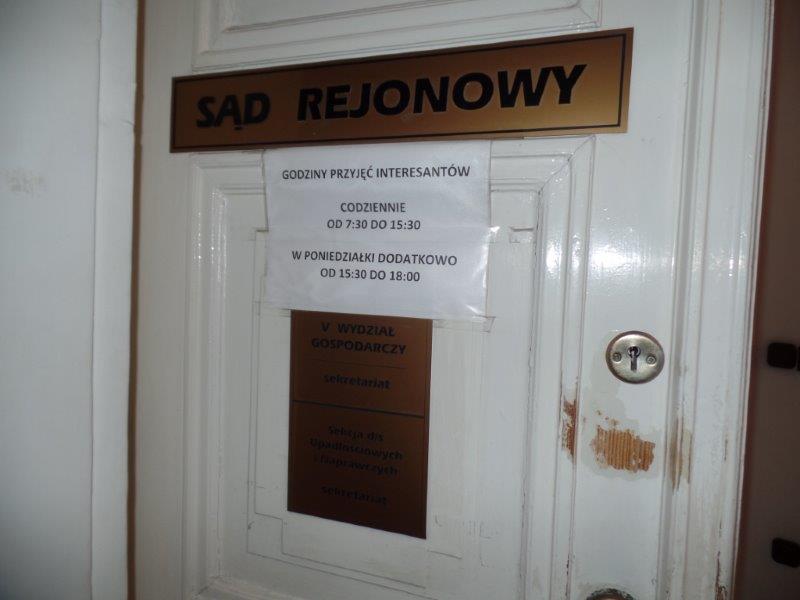 SĄD REJONOWY
GODZINY PRZYJĘĆ INTERESANTÓW
CODZIENNIE
OD 7:30 DO 15:30
W PONIEDZIAŁKI DODATKOWO
OD 15:30 DO 18:00
V WYDZIAŁ
GOSPODARCZY
sekretariat
Sekcja d/s
Upadłościowych
i Naprawczych
sekretariat